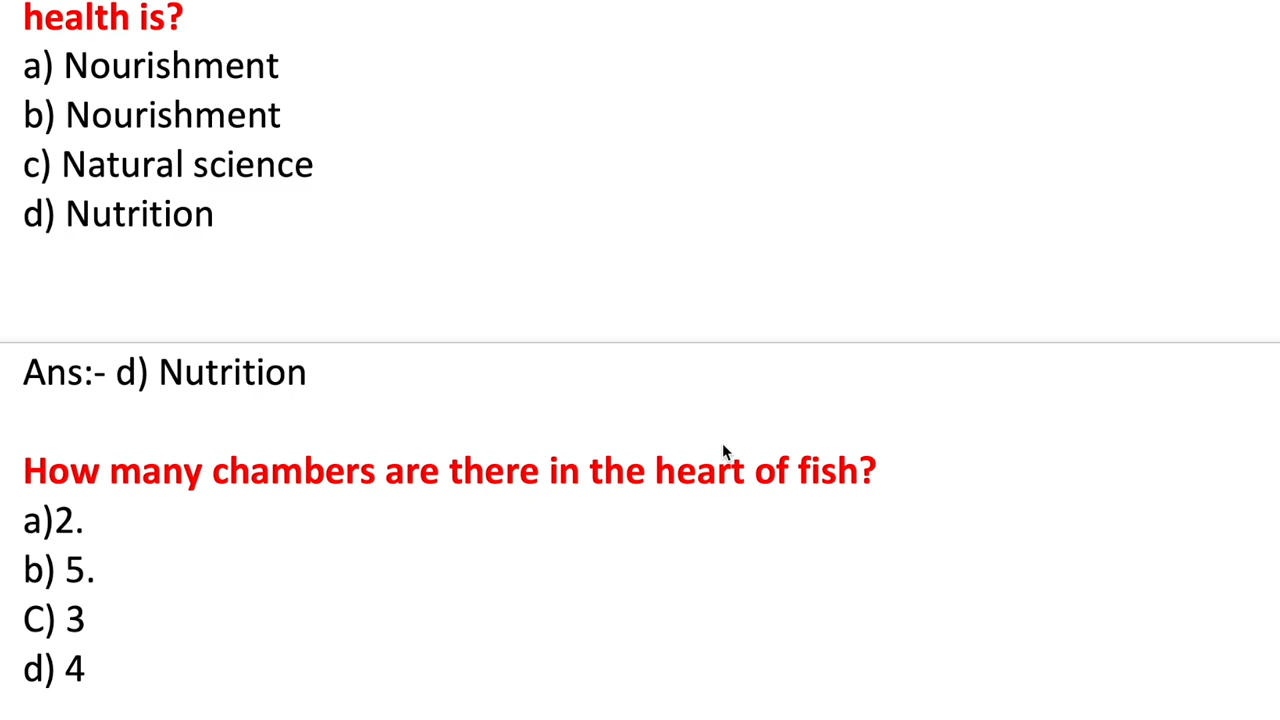 health is?
a) Nourishment
b) Nourishment
c) Natural science
d) Nutrition
Ans:- d) Nutrition
How many chambers are there in the heart of fish?
a)2.
b) 5.
C) 3
d) 4